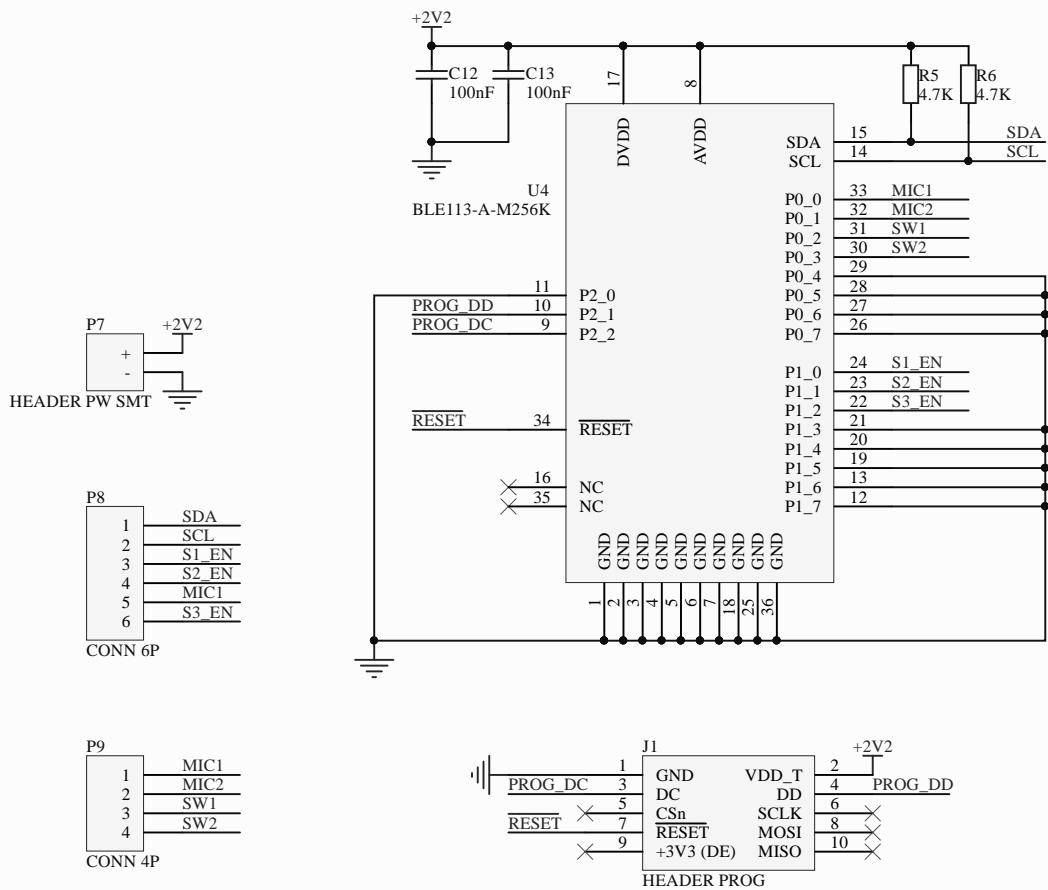 +2V2
C12
100nF
C13
100nF
17
8
R5
4.7K
R6
4.7K
DVDD
AVDD
U4
BLE113-A-M256K
SDA 15 SDA
SCL 14 SCL
P0_0 33 MIC1
P0_1 32 MIC2
P0_2 31 SW1
P0_3 30 SW2
P0_4 29
P0_5 28
P0_6 27
P0_7 26
11 P2_0
PROG_DD 10 P2_1
PROG_DC 9 P2_2
P1_0 24 S1_EN
P1_1 23 S2_EN
P1_2 22 S3_EN
P1_3 21
P1_4 20
P1_5 19
P1_6 13
P1_7 12
RESET 34 RESET
16 NC
35 NC
GND GND GND GND GND GND GND GND GND GND
1 2 3 4 5 6 7 18 25 36
P7
+2V2
+
-
HEADER PW SMT
P8
1 SDA
2 SCL
3 S1_EN
4 S2_EN
5 MIC1
6 S3_EN
CONN 6P
P9
1 MIC1
2 MIC2
3 SW1
4 SW2
CONN 4P
J1
+2V2
1 GND VDD_T 2
PROG_DC 3 DC DD 4 PROG_DD
5 CSn SCLK 6
RESET 7 RESET MOSI 8
9 +3V3 (DE) MISO 10
HEADER PROG